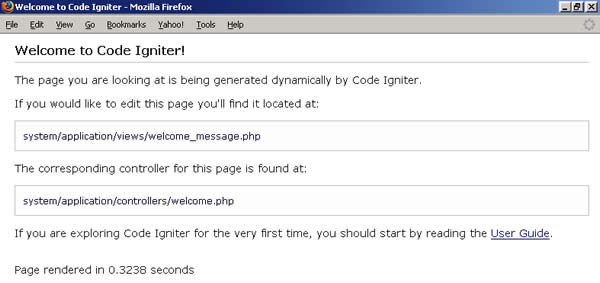 Welcome to Code Igniter - Mozilla Firefox
File Edit View Go Bookmarks Yahoo! Tools Help
Welcome to Code Igniter!
The page you are looking at is being generated dynamically by Code Igniter.
If you would like to edit this page you'll find it located at:
system/application/views/welcome_message.php
The corresponding controller for this page is found at:
system/application/controllers/welcome.php
If you are exploring Code Igniter for the very first time, you should start by reading the User Guide.
Page rendered in 0.3238 seconds